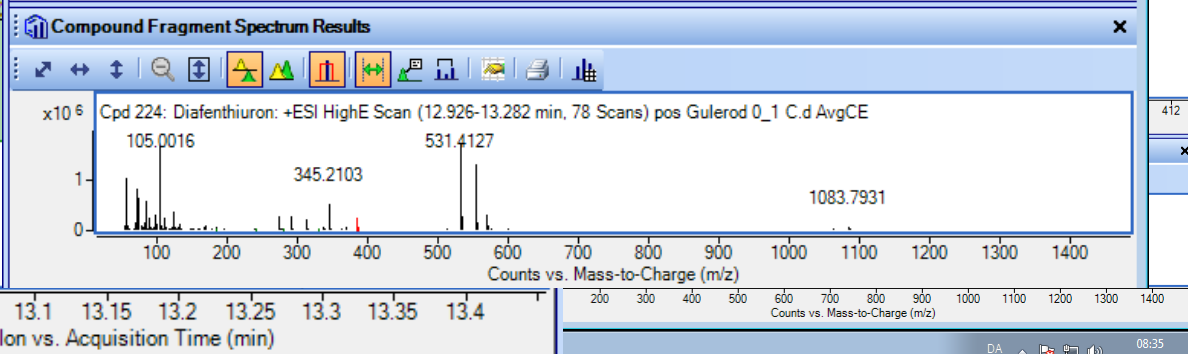 Compound Fragment Spectrum Results
x10 6
Cpd 224: Diafenthiuron: +ESI HighE Scan (12.926-13.282 min, 78 Scans) pos Gulerod 0_1 C.d AvgCE
105.0016 531.4127
345.2103
1083.7931
1
0
100 200 300 400 500 600 700 800 900 1000 1100 1200 1300 1400
Counts vs. Mass-to-Charge (m/z)
412
13.1 13.15 13.2 13.25 13.3 13.35 13.4
Ion vs. Acquisition Time (min)
200 300 400 500 600 700 800 900 1000 1100 1200 1300 1400
Counts vs. Mass-to-Charge (m/z)
DA 08:35